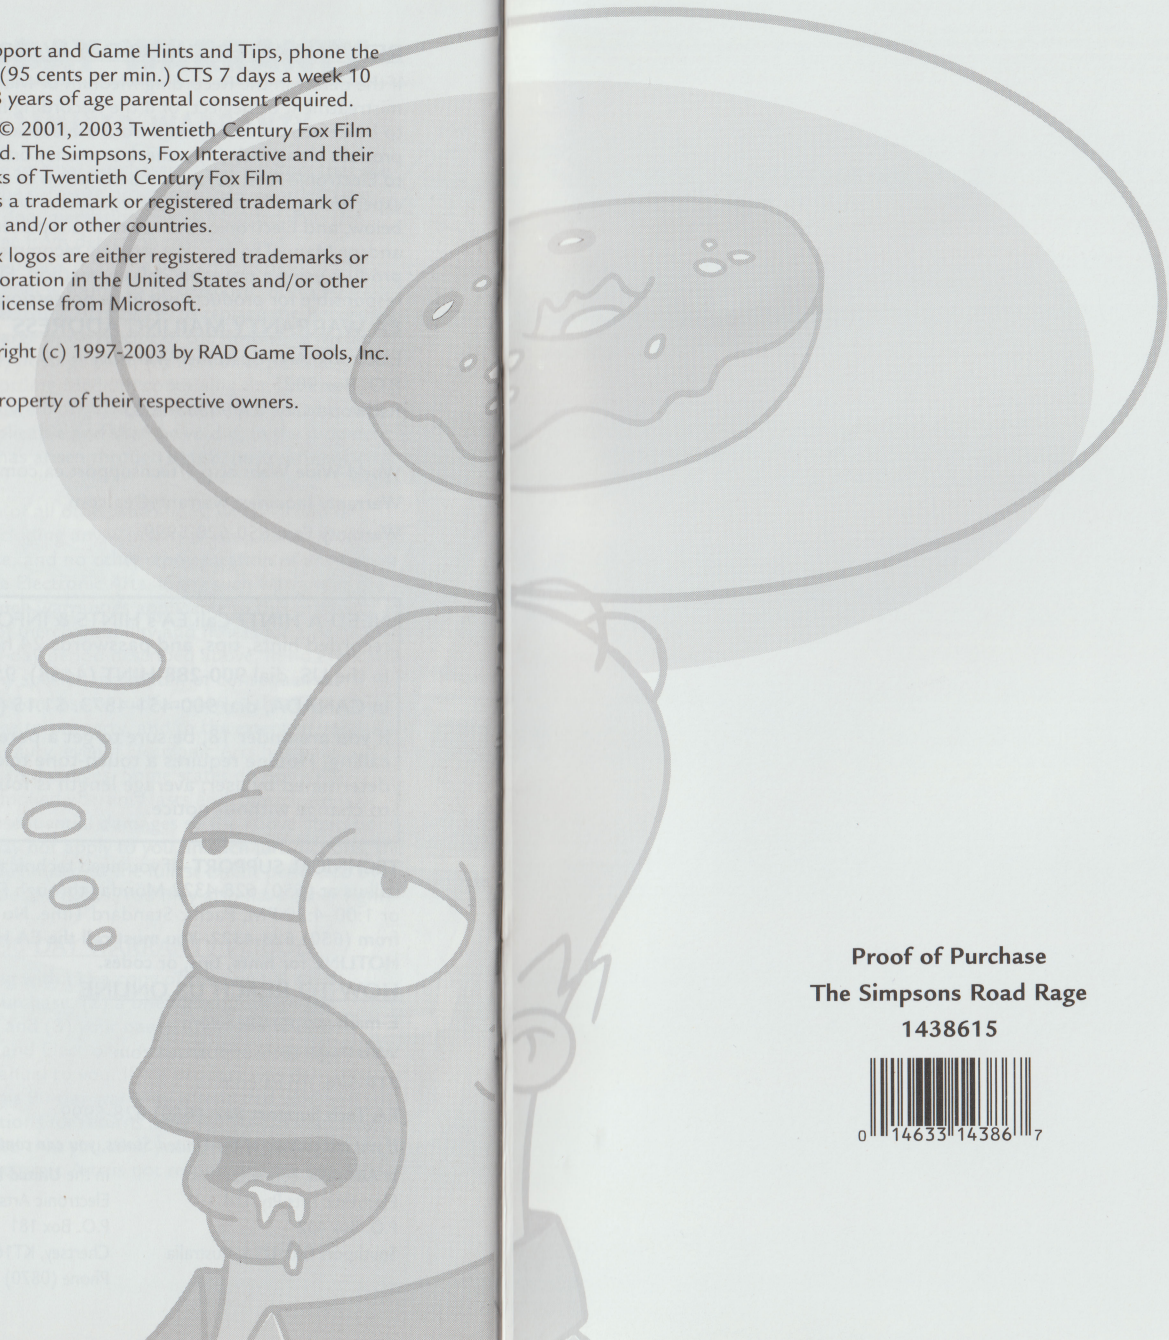 pport and Game Hints and Tips, phone the
(95 cents per min.) CTS 7 days a week 10
years of age parental consent required.
© 2001, 2003 Twentieth Century Fox Film
d. The Simpsons, Fox Interactive and their
ks of Twentieth Century Fox Film
s a trademark or registered trademark of
and/or other countries.
x logos are either registered trademarks or
oration in the United States and/or other
license from Microsoft.
right (c) 1997-2003 by RAD Game Tools, Inc.
roperty of their respective owners.
Proof of Purchase
The Simpsons Road Rage
1438615
0 14633 14386 7